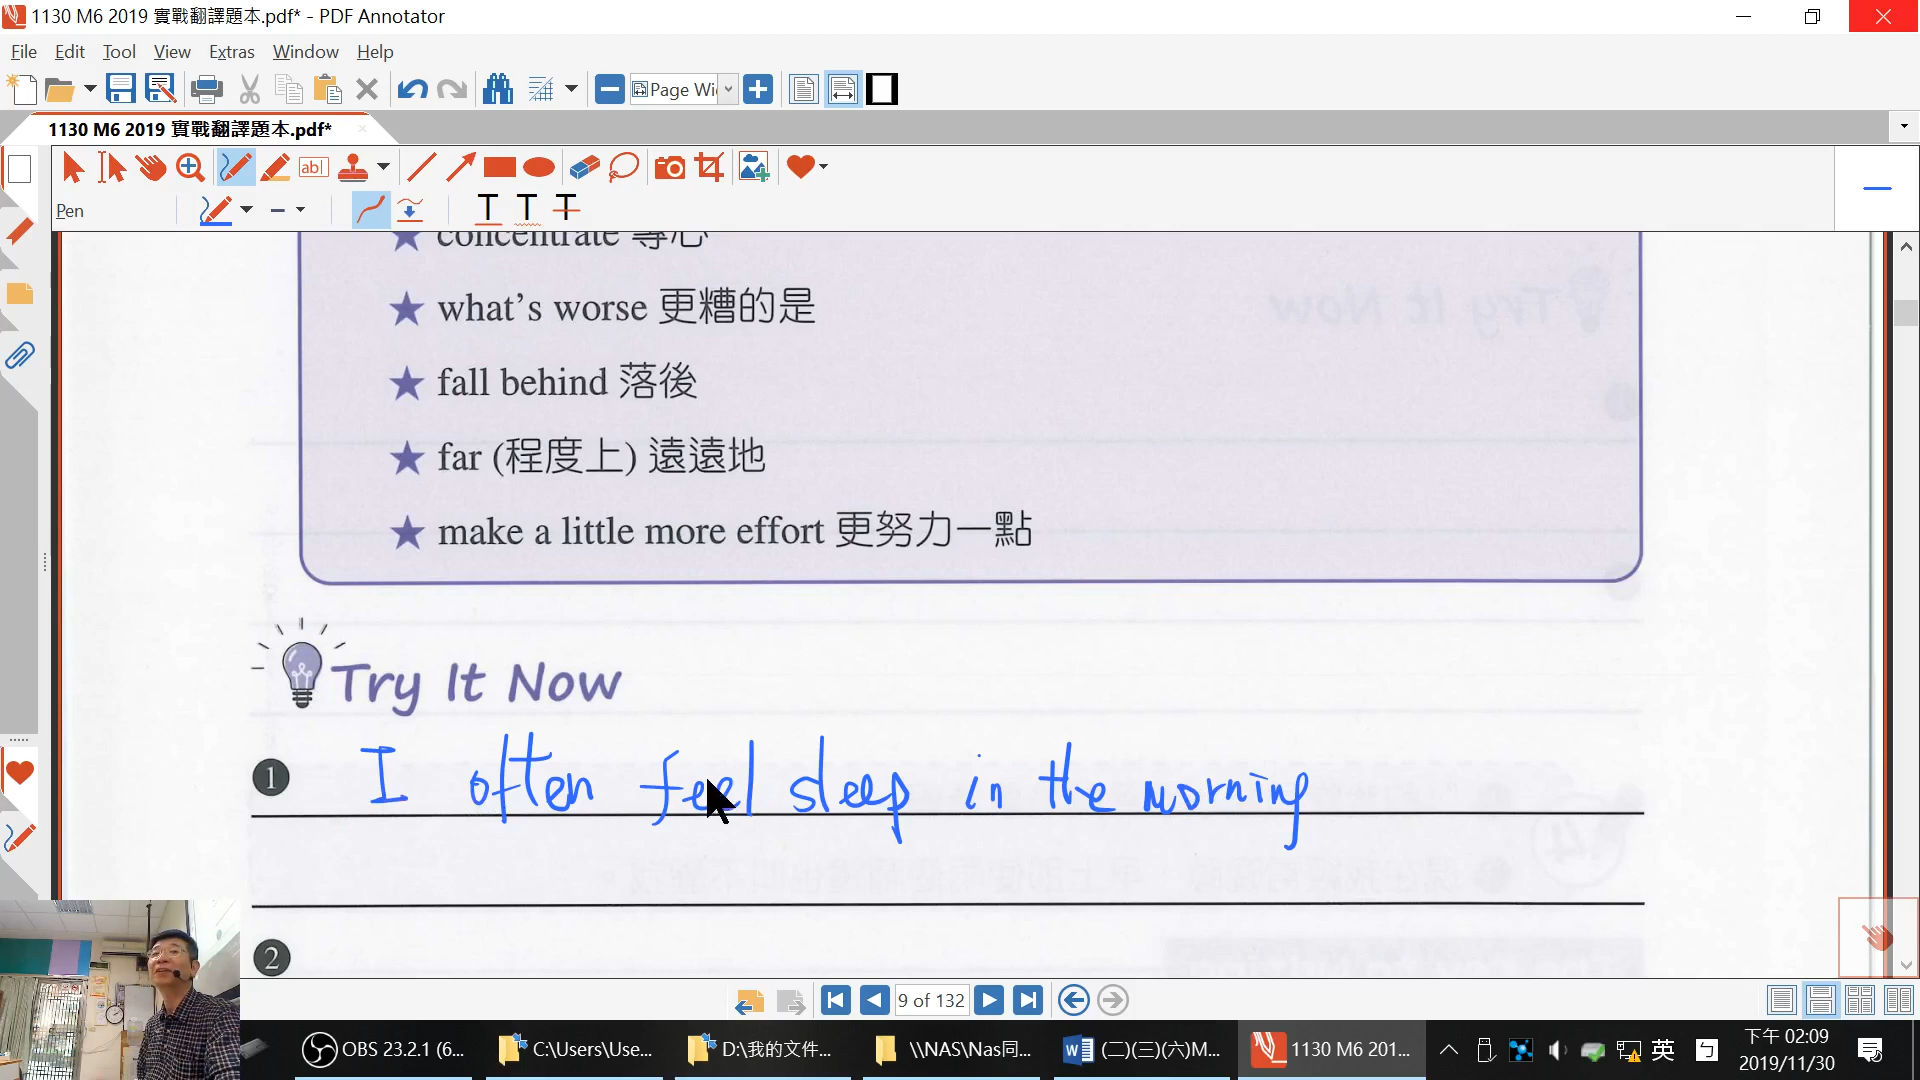 1130 M6 2019 實戰翻譯題本.pdf* - PDF Annotator
File Edit Tool View Extras Window Help
Page Wi
1130 M6 2019 實戰翻譯題本.pdf*
ab
Pen
T T T
concentrate 專心
what's worse 更糟的是
fall behind 落後
far (程度上) 遠遠地
make a little more effort 更努力一點
Try It Now
1 I often feel sleep in the morning
2
9 of 132
OBS 23.2.1 (6... C:\Users\Use... D:\我的文件... \\NAS\Nas同... (二)(三)(六)M... 1130 M6 201... 英 ㄅ 下午 02:09
2019/11/30